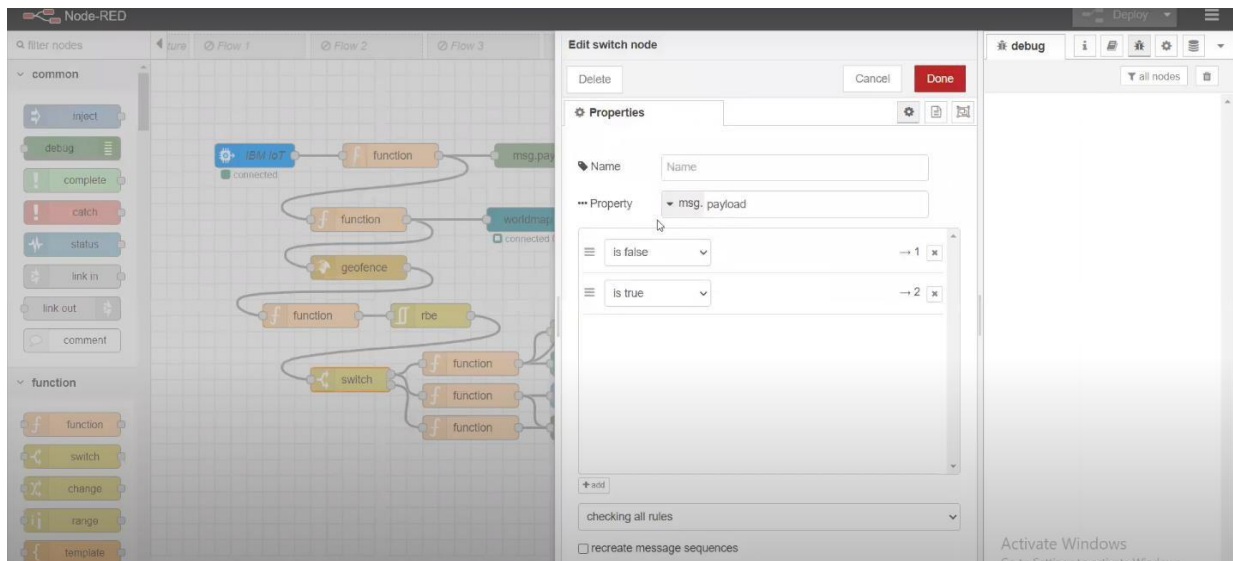 Node-RED
Deploy
filter nodes
ture
Flow 1
Flow 2
Flow 3
Edit switch node
debug
i
common
Delete
Cancel
Done
all nodes
Properties
inject
debug
IBM IoT
function
msg.pay
Name
Name
connected
complete
Property
msg. payload
catch
function
worldmap
status
connected
is false
→ 1
geofence
link in
is true
→ 2
link out
function
rbe
comment
function
switch
function
function
function
function
switch
change
+ add
range
checking all rules
template
recreate message sequences
Activate Windows